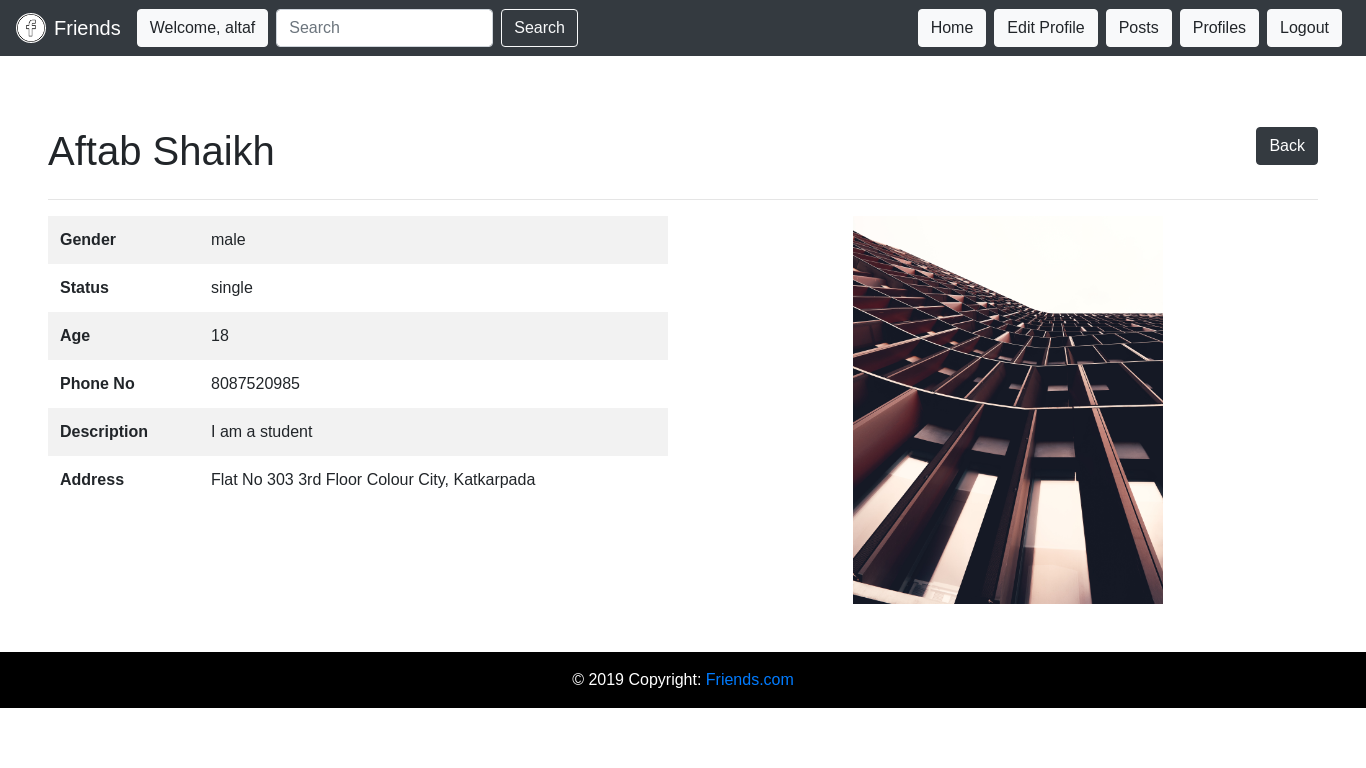 Friends Welcome, altaf Search Search Home Edit Profile Posts Profiles Logout
Aftab Shaikh Back
Gender male
Status single
Age 18
Phone No 8087520985
Description I am a student
Address Flat No 303 3rd Floor Colour City, Katkarpada
© 2019 Copyright: Friends.com